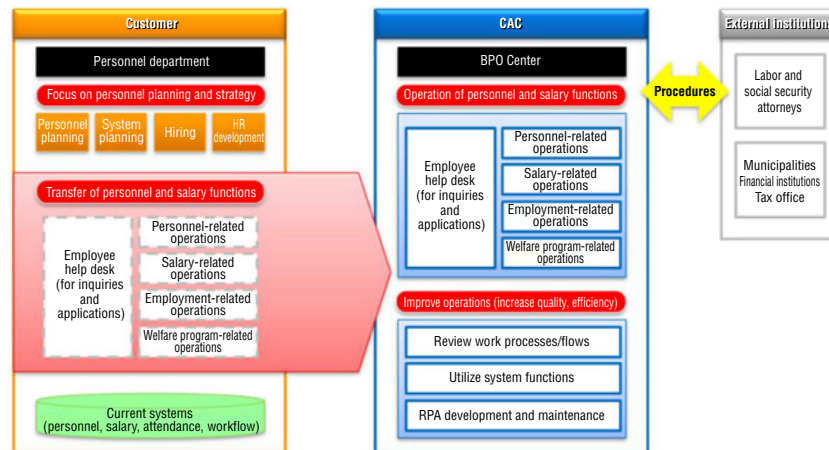 Customer
Personnel department
Focus on personnel planning and strategy
Personnel
planning
System
planning
Hiring
HR
development
Transfer of personnel and salary functions
Employee
help desk
(for inquiries
and
applications)
Personnel-related
operations
Salary-related
operations
Employment-related
operations
Welfare program-related
operations
Current systems
(personnel, salary, attendance, workflow)
CAC
BPO Center
Operation of personnel and salary functions
Employee
help desk
(for inquiries
and
applications)
Personnel-related
operations
Salary-related
operations
Employment-related
operations
Welfare program-related
operations
Improve operations (increase quality, efficiency)
Review work processes/flows
Utilize system functions
RPA development and maintenance
Procedures
External institutions
Labor and
social security
attorneys
Municipalities
Financial institutions
Tax office